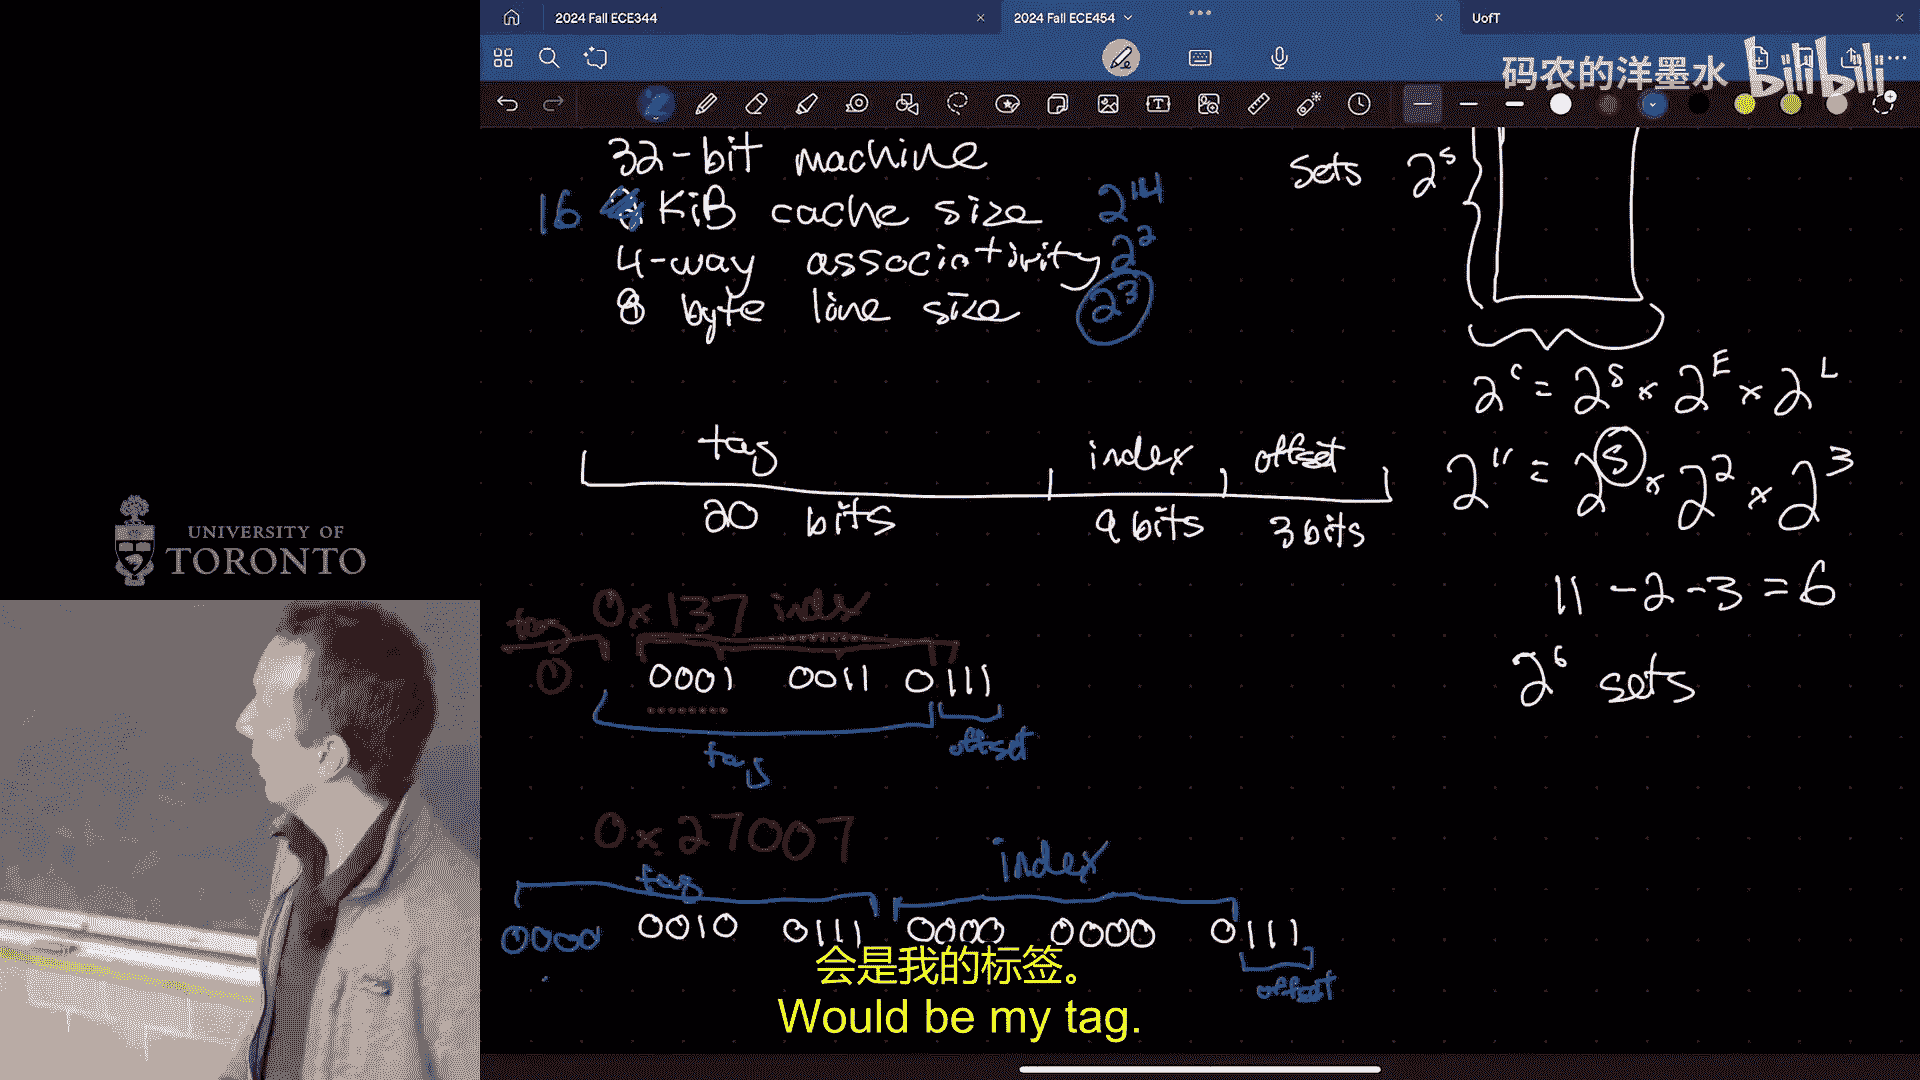 2024 Fall ECE344
2024 Fall ECE454
UofT
码农的洋墨水 bilibili
32-bit machine
16 KiB cache size 2^14
4-way associativity 2^2
8 byte line size 2^3
sets 2^s
2^c = 2^s × 2^E × 2^L
2^11 = 2^s × 2^2 × 2^3
11 - 2 - 3 = 6
2^6 sets
tag index offset
20 bits 9 bits 3 bits
0x137 index
tag
0
0001 0011 0111
tag offset
0x27007
tag index
0000 0010 0111 0000 0000 0111
offset
UNIVERSITY OF
TORONTO
会是我的标签。
Would be my tag.